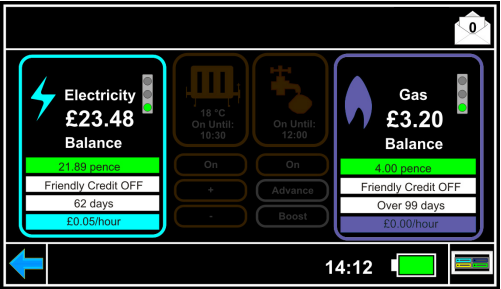 0
Electricity
£23.48
Balance
21.89 pence
Friendly Credit OFF
62 days
£0.05/hour
18 °C
On Until:
10:30
On
+
-
On Until:
12:00
On
Advance
Boost
Gas
£3.20
Balance
4.00 pence
Friendly Credit OFF
Over 99 days
£0.00/hour
14:12